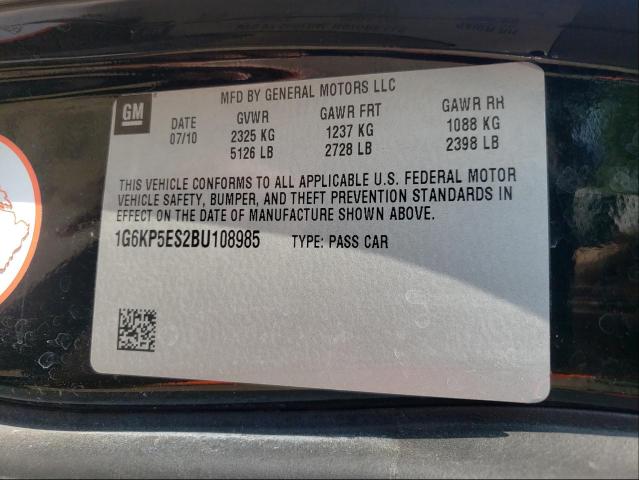 MFD BY GENERAL MOTORS LLC
GM
DATE GVWR GAWR FRT GAWR RR
07/10 2325 KG 1237 KG 1088 KG
5126 LB 2728 LB 2398 LB
THIS VEHICLE CONFORMS TO ALL APPLICABLE U.S. FEDERAL MOTOR
VEHICLE SAFETY, BUMPER, AND THEFT PREVENTION STANDARDS IN
EFFECT ON THE DATE OF MANUFACTURE SHOWN ABOVE.
1G6KP5ES2BU108985 TYPE: PASS CAR